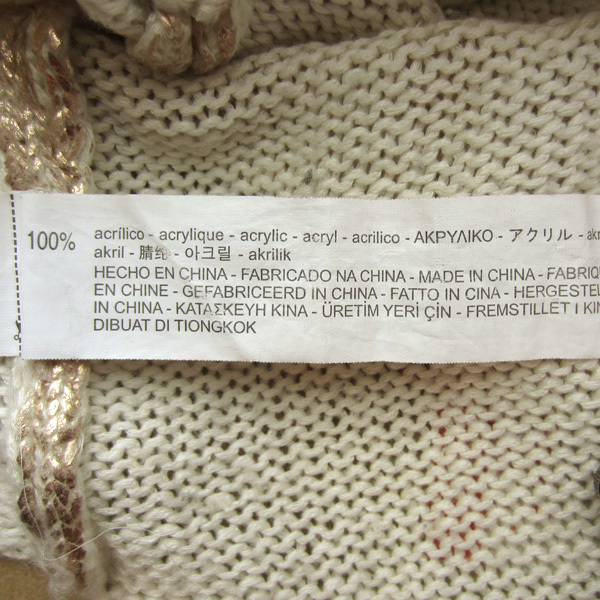 100% acrílico - acrylique - acrylic - acryl - acrilico - ΑΚΡΥΛΙΚΟ - アクリル - akr
akril - 腈纶 - 아크릴 - akrilik
HECHO EN CHINA - FABRICADO NA CHINA - MADE IN CHINA - FABRIQ
EN CHINE - GEFABRICEERD IN CHINA - FATTO IN CINA - HERGESTEL
IN CHINA - ΚΑΤΑΣΚΕΥΗ ΚΙΝΑ - ÜRETİM YERİ ÇİN - FREMSTILLET I KIN
DIBUAT DI TIONGKOK